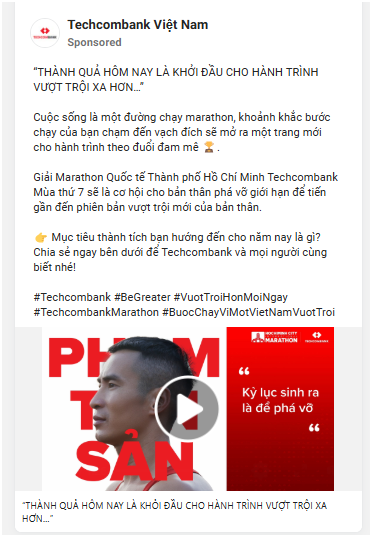 Techcombank Việt Nam
Sponsored
TECHCOMBANK
“THÀNH QUẢ HÔM NAY LÀ KHỞI ĐẦU CHO HÀNH TRÌNH
VƯỢT TRỘI XA HƠN…”
Cuộc sống là một đường chạy marathon, khoảnh khắc bước
chạy của bạn chạm đến vạch đích sẽ mở ra một trang mới
cho hành trình theo đuổi đam mê 🏆 .
Giải Marathon Quốc tế Thành phố Hồ Chí Minh Techcombank
Mùa thứ 7 sẽ là cơ hội cho bản thân phá vỡ giới hạn để tiến
gần đến phiên bản vượt trội mới của bản thân.
👉 Mục tiêu thành tích bạn hướng đến cho năm nay là gì?
Chia sẻ ngay bên dưới để Techcombank và mọi người cùng
biết nhé!
#Techcombank #BeGreater #VuotTroiHonMoiNgay
#TechcombankMarathon #BuocChayViMotVietNamVuotTroi
PHẠM
TIẾN
SẢN
HO CHI MINH CITY
MARATHON
TECHCOMBANK
“
Kỷ lục sinh ra
là để phá vỡ
”
"THÀNH QUẢ HÔM NAY LÀ KHỞI ĐẦU CHO HÀNH TRÌNH VƯỢT TRỘI XA
HƠN…"